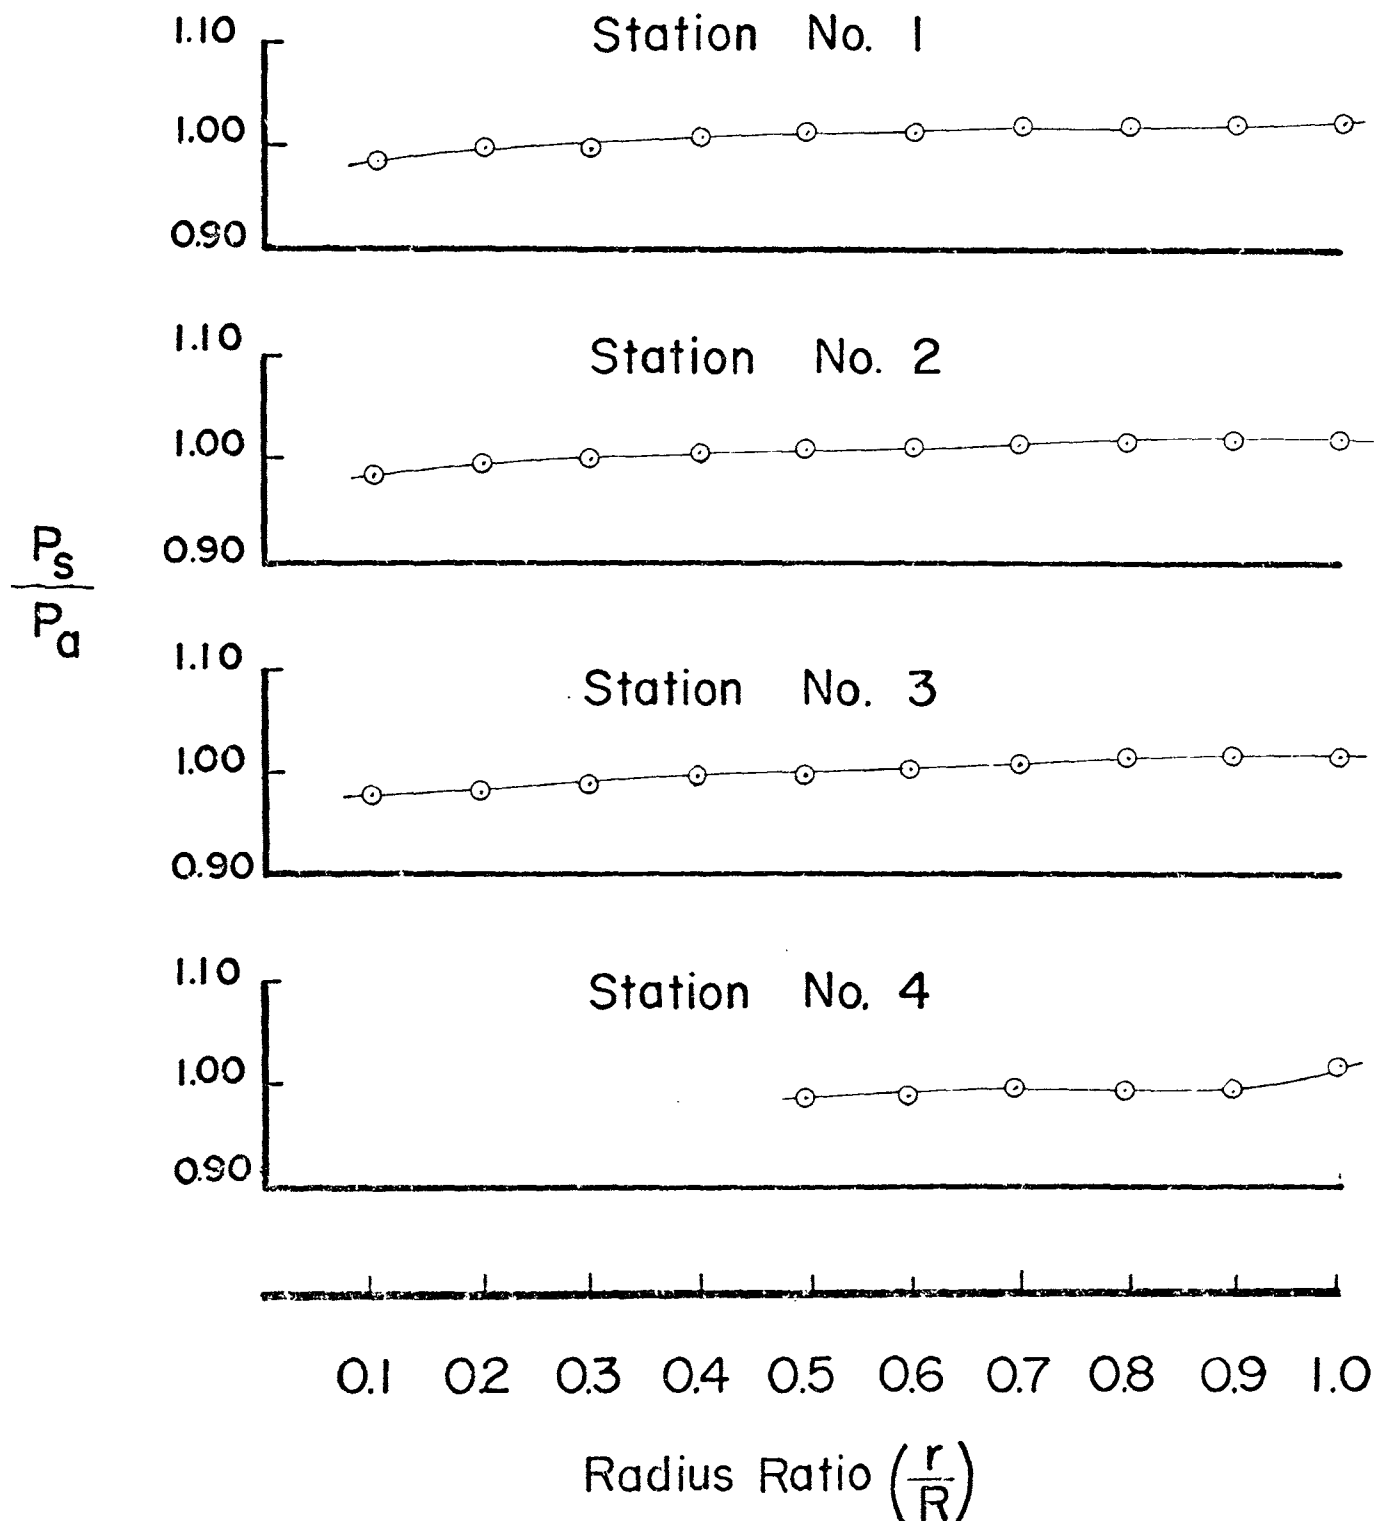 Station No. 1
1.10
1.00
0.90
Station No. 2
1.10
1.00
0.90
Ps
Pa
Station No. 3
1.10
1.00
0.90
Station No. 4
1.10
1.00
0.90
0.1 0.2 0.3 0.4 0.5 0.6 0.7 0.8 0.9 1.0
Radius Ratio (r/R)